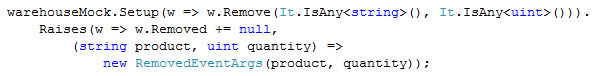 warehouseMock.Setup(w => w.Remove(It.IsAny<string>(), It.IsAny<uint>())).
Raises(w => w.Removed += null,
(string product, uint quantity) =>
new RemovedEventArgs(product, quantity));